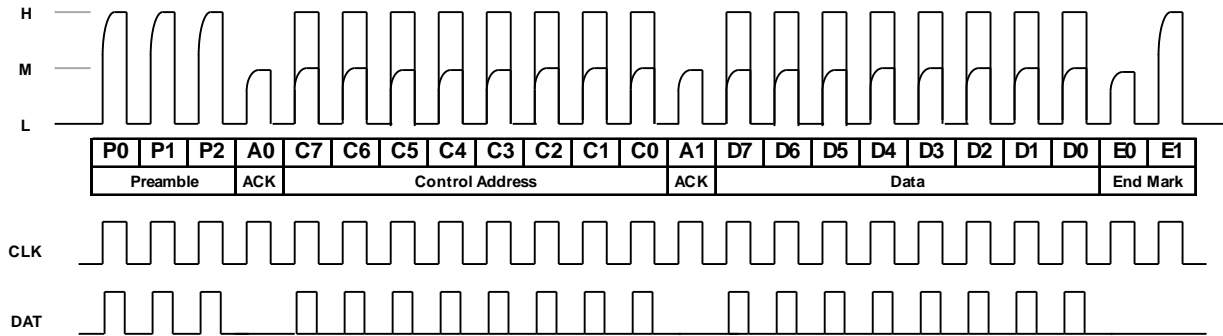 H
M
L
P0 P1 P2 A0 C7 C6 C5 C4 C3 C2 C1 C0 A1 D7 D6 D5 D4 D3 D2 D1 D0 E0 E1
Preamble ACK Control Address ACK Data End Mark
CLK
DAT